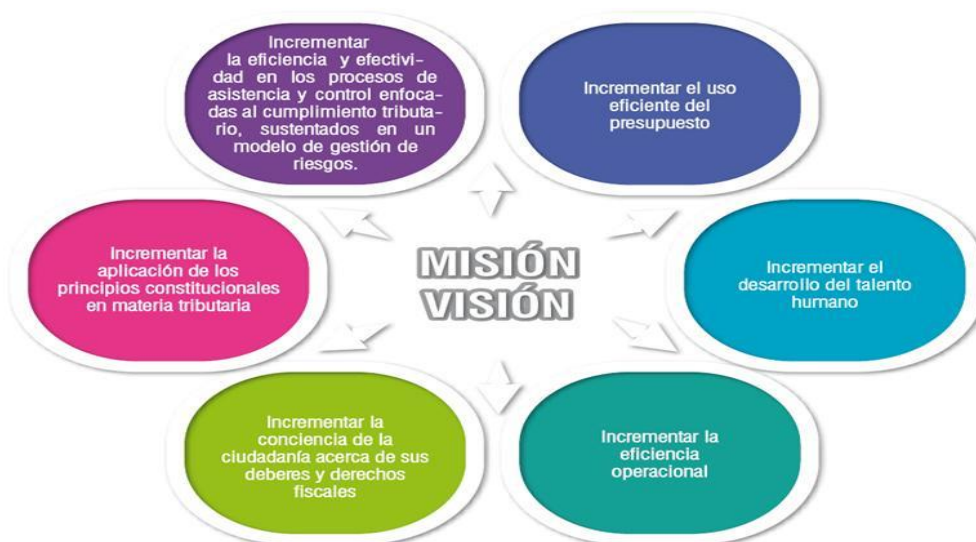 Incrementar
la eficiencia y efectivi-
dad en los procesos de
asistencia y control enfoca-
das al cumplimiento tributa-
rio, sustentados en un
modelo de gestión de
riesgos.
Incrementar el uso
eficiente del
presupuesto
Incrementar la
aplicación de los
principios constitucionales
en materia tributaria
MISIÓN
VISIÓN
Incrementar el
desarrollo del talento
humano
Incrementar la
conciencia de la
ciudadanía acerca de sus
deberes y derechos
fiscales
Incrementar la
eficiencia
operacional